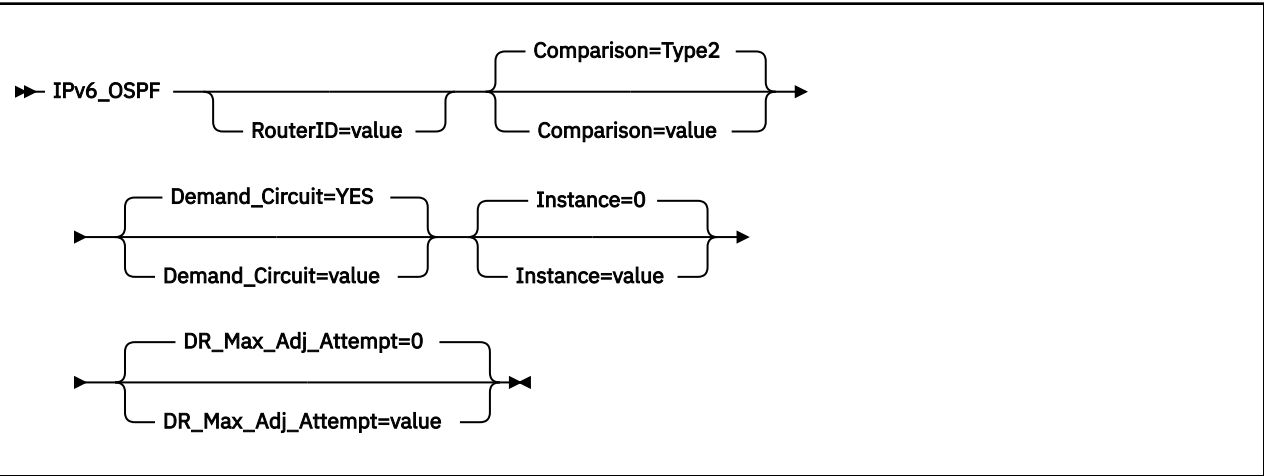 Comparison=Type2
IPv6_OSPF
RouterID=value
Comparison=value
Demand_Circuit=YES
Instance=0
Demand_Circuit=value
Instance=value
DR_Max_Adj_Attempt=0
DR_Max_Adj_Attempt=value